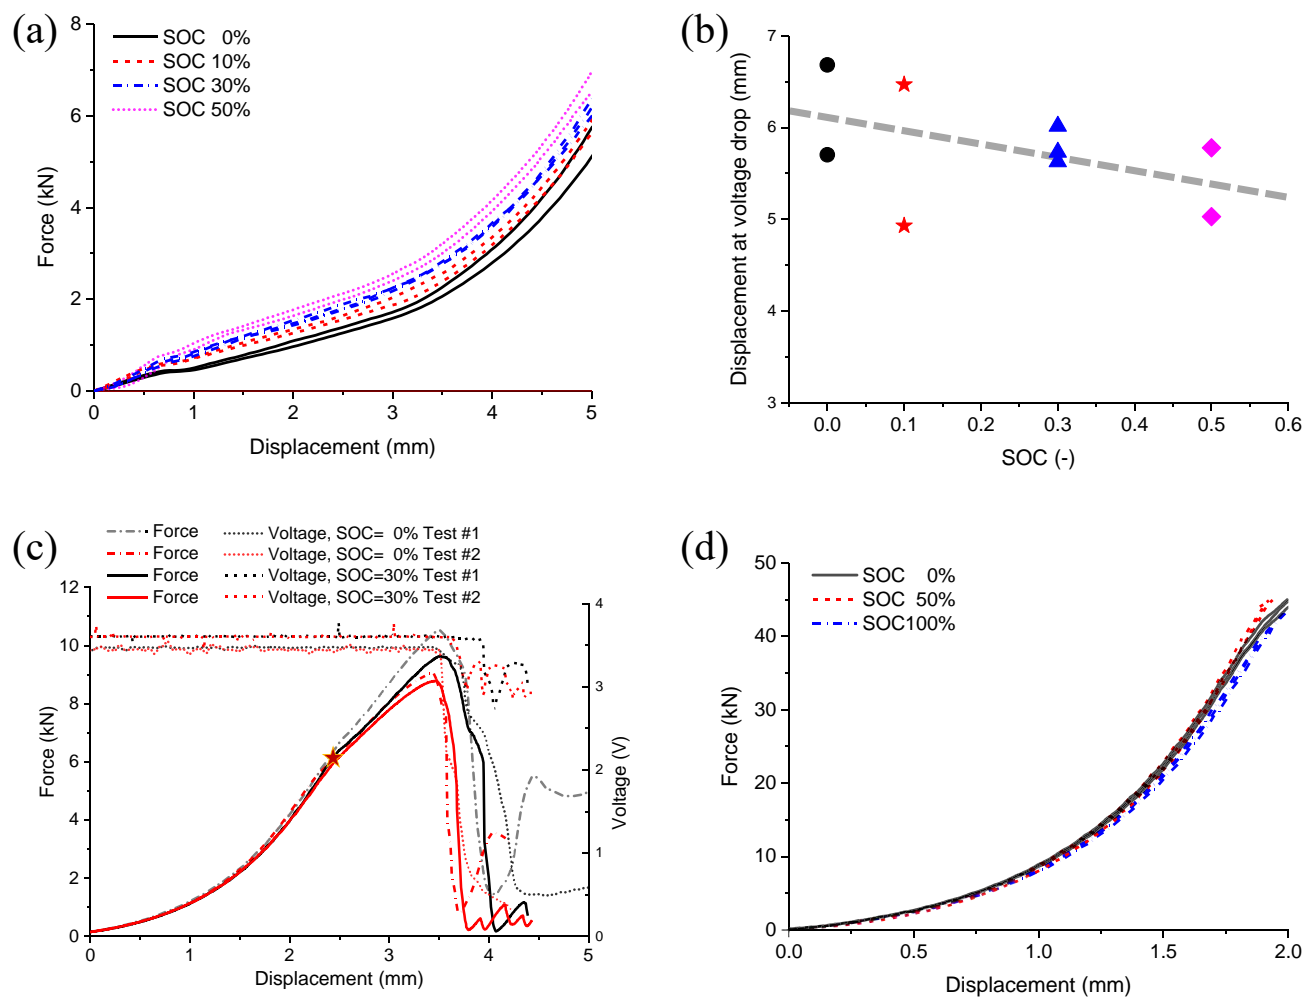 (a)
8
6
4
2
0
Force (kN)
SOC 0%
SOC 10%
SOC 30%
SOC 50%
0 1 2 3 4 5
Displacement (mm)
(b)
7
6
5
4
3
Displacement at voltage drop (mm)
0.0 0.1 0.2 0.3 0.4 0.5 0.6
SOC (-)
(c)
Force Voltage, SOC= 0% Test #1
Force Voltage, SOC= 0% Test #2
Force Voltage, SOC=30% Test #1
Force Voltage, SOC=30% Test #2
12
10
8
6
4
2
0
Force (kN)
4
3
2
1
0
Voltage (V)
0 1 2 3 4 5
Displacement (mm)
(d)
50
40
30
20
10
0
Force (kN)
SOC 0%
SOC 50%
SOC100%
0.0 0.5 1.0 1.5 2.0
Displacement (mm)